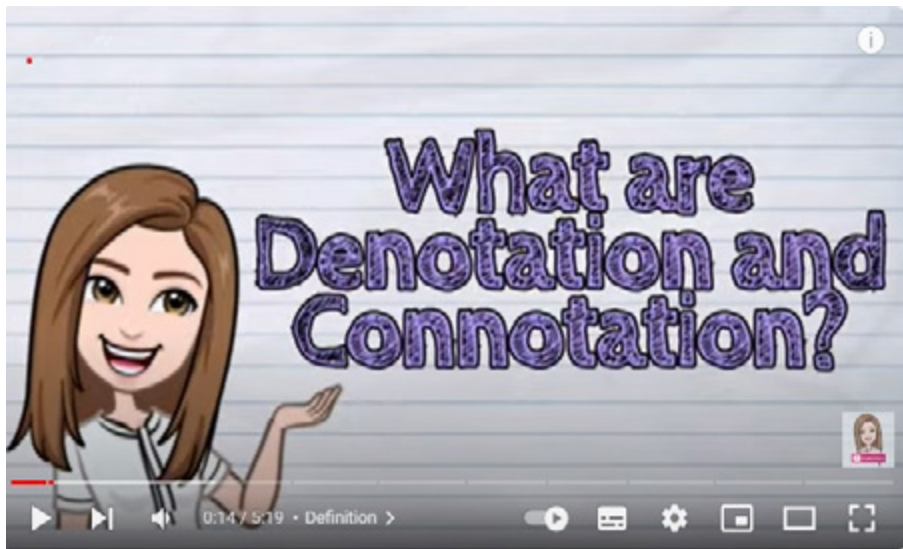 What are
Denotation and
Connotation?
0:14 / 5:19 • Definition >